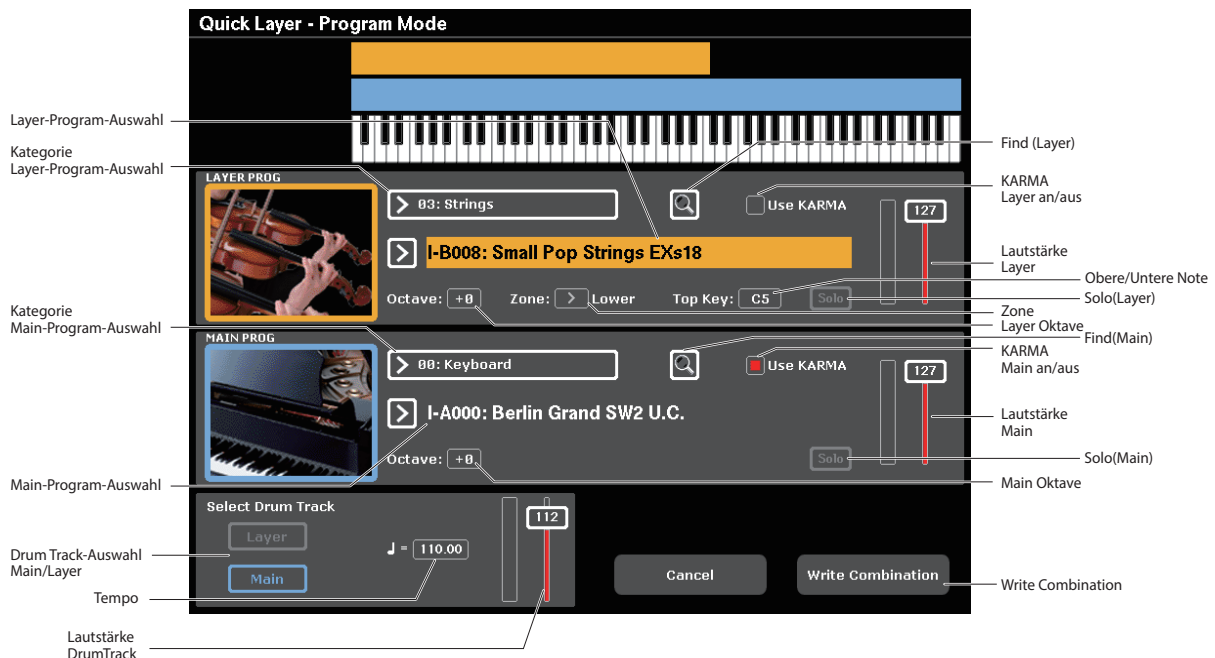 Quick Layer - Program Mode
Layer-Program-Auswahl
Kategorie
Layer-Program-Auswahl
Find (Layer)
KARMA
Layer an/aus
LAYER PROG
03: Strings
Use KARMA
127
I-B008: Small Pop Strings EXs18
Lautstärke
Layer
Octave: +0 Zone: > Lower Top Key: C5 Solo
Obere/Untere Note
Solo(Layer)
Zone
Layer Oktave
Kategorie
Main-Program-Auswahl
Find(Main)
KARMA
Main an/aus
MAIN PROG
00: Keyboard
Use KARMA
127
I-A000: Berlin Grand SW2 U.C.
Lautstärke
Main
Octave: +0 Solo
Solo(Main)
Main-Program-Auswahl
Main Oktave
Select Drum Track
112
Layer
♩ = 110.00
Drum Track-Auswahl
Main/Layer
Main
Cancel
Write Combination
Write Combination
Tempo
Lautstärke
DrumTrack